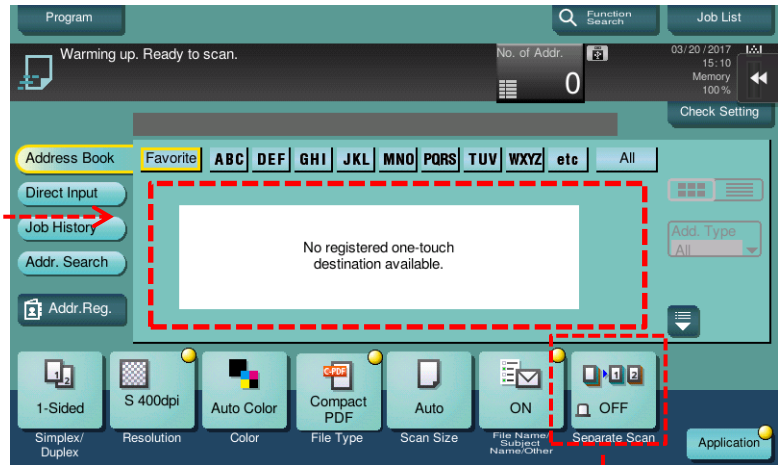 Program
Function
Search
Job List
Warming up. Ready to scan.
No. of Addr.
0
03/20/2017
15:10
Memory
100%
Check Setting
Address Book
Favorite ABC DEF GHI JKL MNO PQRS TUV WXYZ etc All
Direct Input
Job History
Addr. Search
Addr.Reg.
No registered one-touch
destination available.
Add. Type
All
1 2
1-Sided
Simplex/
Duplex
S 400dpi
Resolution
Auto Color
Color
C-PDF
Compact
PDF
File Type
Auto
Scan Size
ON
File Name/
Subject
Name/Other
1 2
OFF
Separate Scan
Application